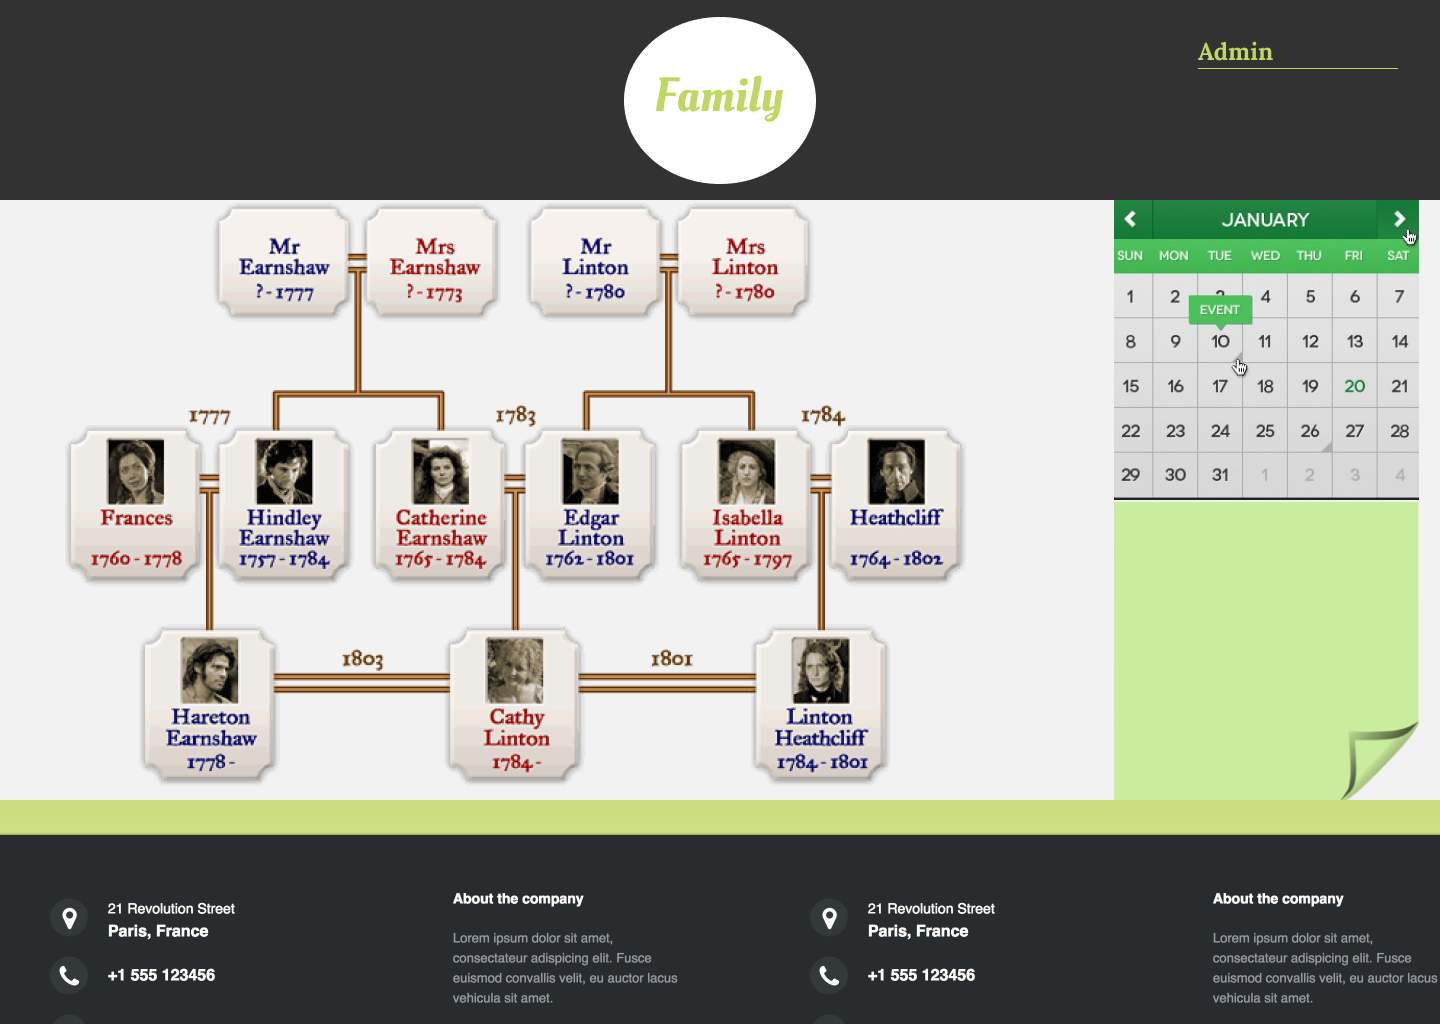 Family
Admin
Mr
Earnshaw
? - 1777
Mrs
Earnshaw
? - 1773
Mr
Linton
? - 1780
Mrs
Linton
? - 1780
1777
1783
1784
Frances
1760 - 1778
Hindley
Earnshaw
1757 - 1784
Catherine
Earnshaw
1765 - 1784
Edgar
Linton
1762 - 1801
Isabella
Linton
1765 - 1797
Heathcliff
1764 - 1802
1803
1801
Hareton
Earnshaw
1778 -
Cathy
Linton
1784 -
Linton
Heathcliff
1784 - 1801
JANUARY
SUN MON TUE WED THU FRI SAT
1 2 3 4 5 6 7
EVENT
8 9 10 11 12 13 14
15 16 17 18 19 20 21
22 23 24 25 26 27 28
29 30 31 1 2 3 4
21 Revolution Street
Paris, France
+1 555 123456
About the company
Lorem ipsum dolor sit amet,
consectateur adispicing elit. Fusce
euismod convallis velit, eu auctor lacus
vehicula sit amet.
21 Revolution Street
Paris, France
+1 555 123456
About the company
Lorem ipsum dolor sit amet,
consectateur adispicing elit. Fusce
euismod convallis velit, eu auctor lacus
vehicula sit amet.